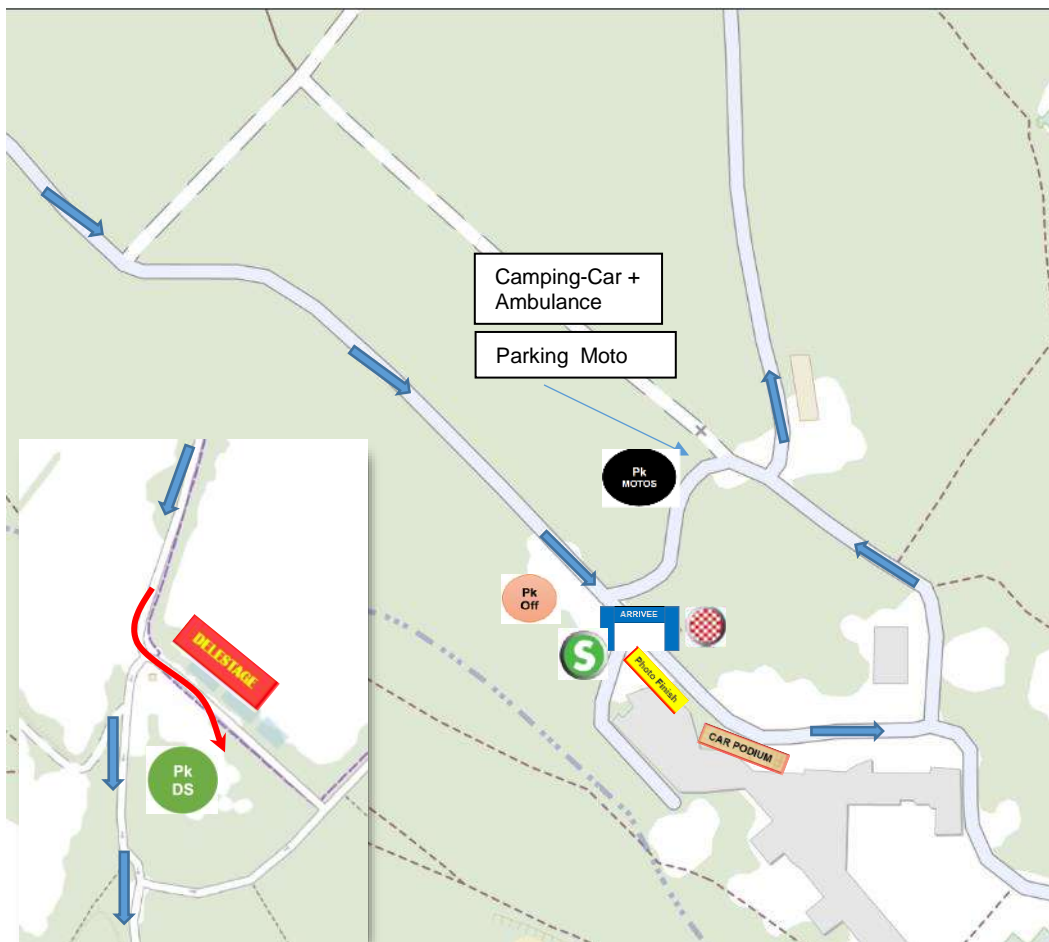 Camping-Car +
Ambulance
Parking Moto
Pk
MOTOS
Pk
Off
ARRIVEE
S
Photo Finish
CAR PODIUM
DELESTAGE
Pk
DS